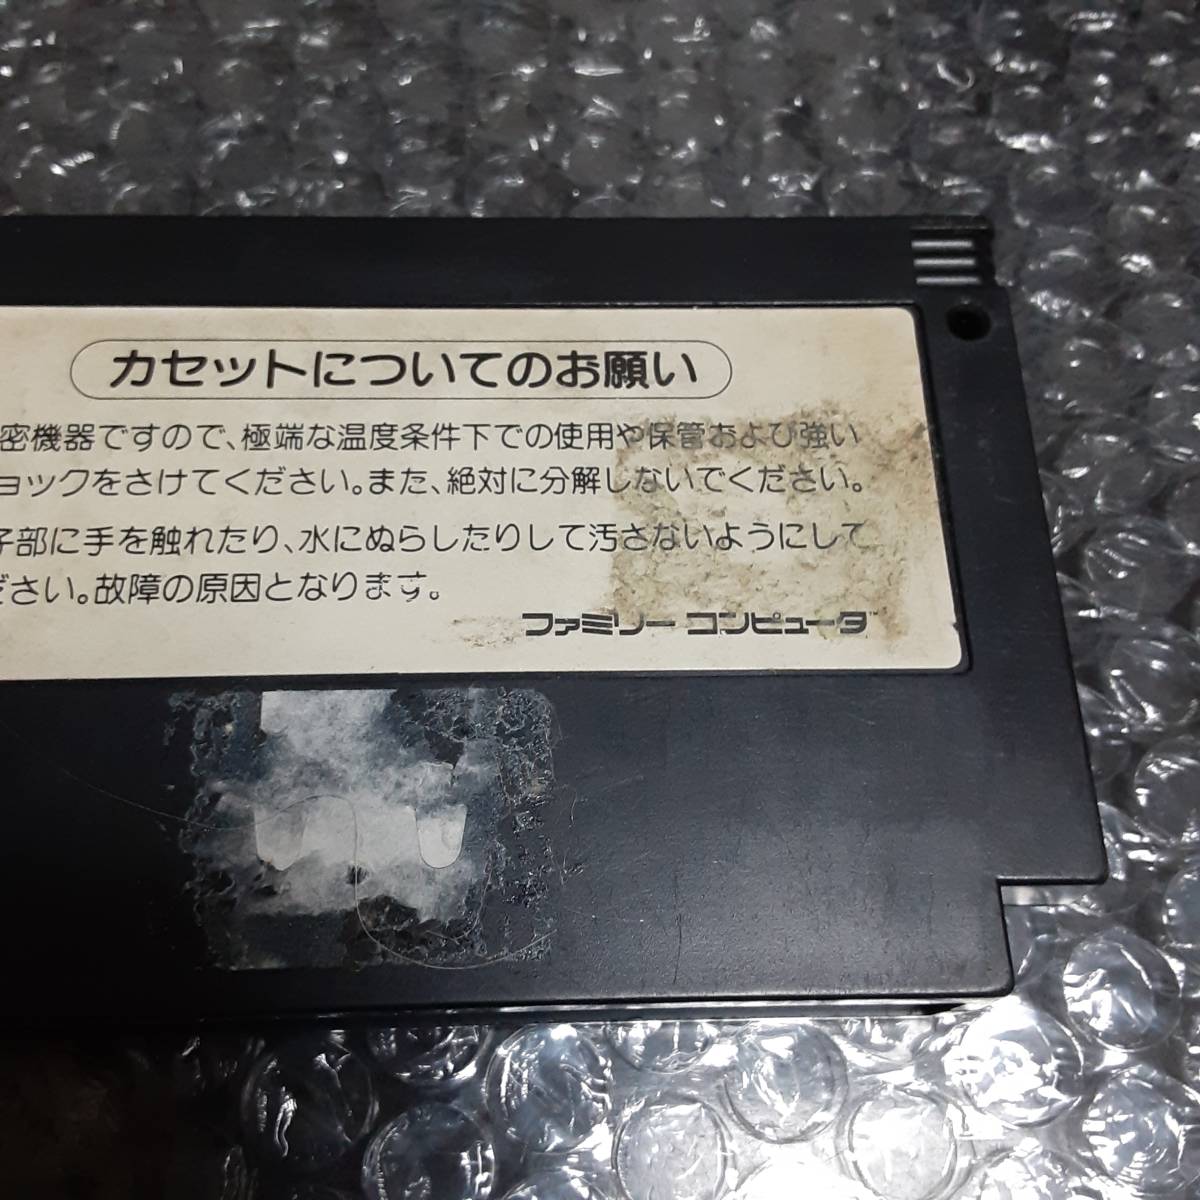 カセットについてのお願い
密機器ですので、極端な温度条件下での使用や保管および強い
ョックをさけてください。また、絶対に分解しないでください。
子部に手を触れたり、水にぬらしたりして汚さないようにして
ださい。故障の原因となります。
ファミリー コンピュータ™